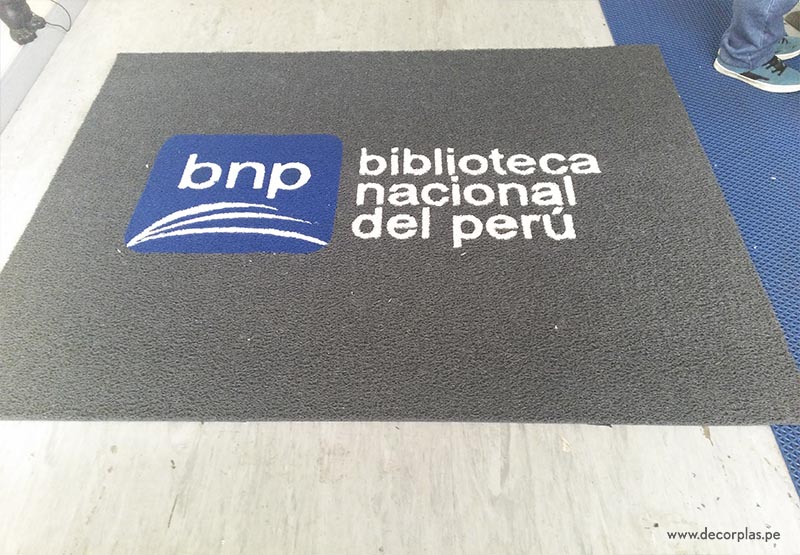 bnp
biblioteca
nacional
del perú
www.decorplas.pe